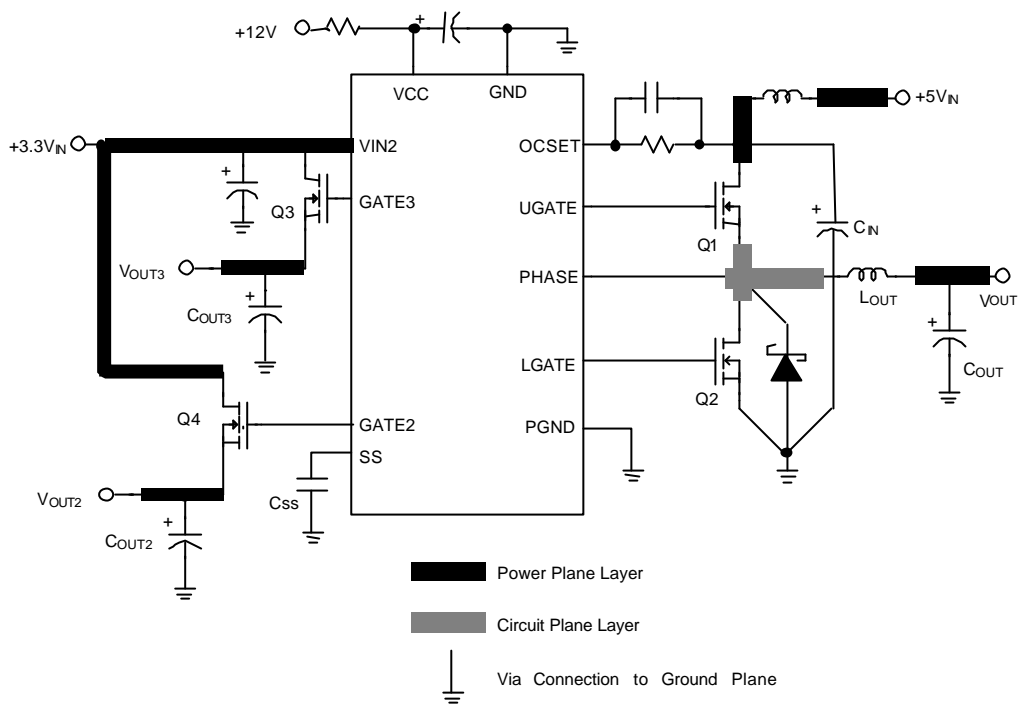 +12V
VCC
GND
+5VIN
+3.3VIN
VIN2
OCSET
Q3
GATE3
UGATE
Q1
CIN
VOUT3
PHASE
LOUT
VOUT
COUT3
LGATE
COUT
Q2
Q4
GATE2
PGND
SS
VOUT2
Css
COUT2
Power Plane Layer
Circuit Plane Layer
Via Connection to Ground Plane